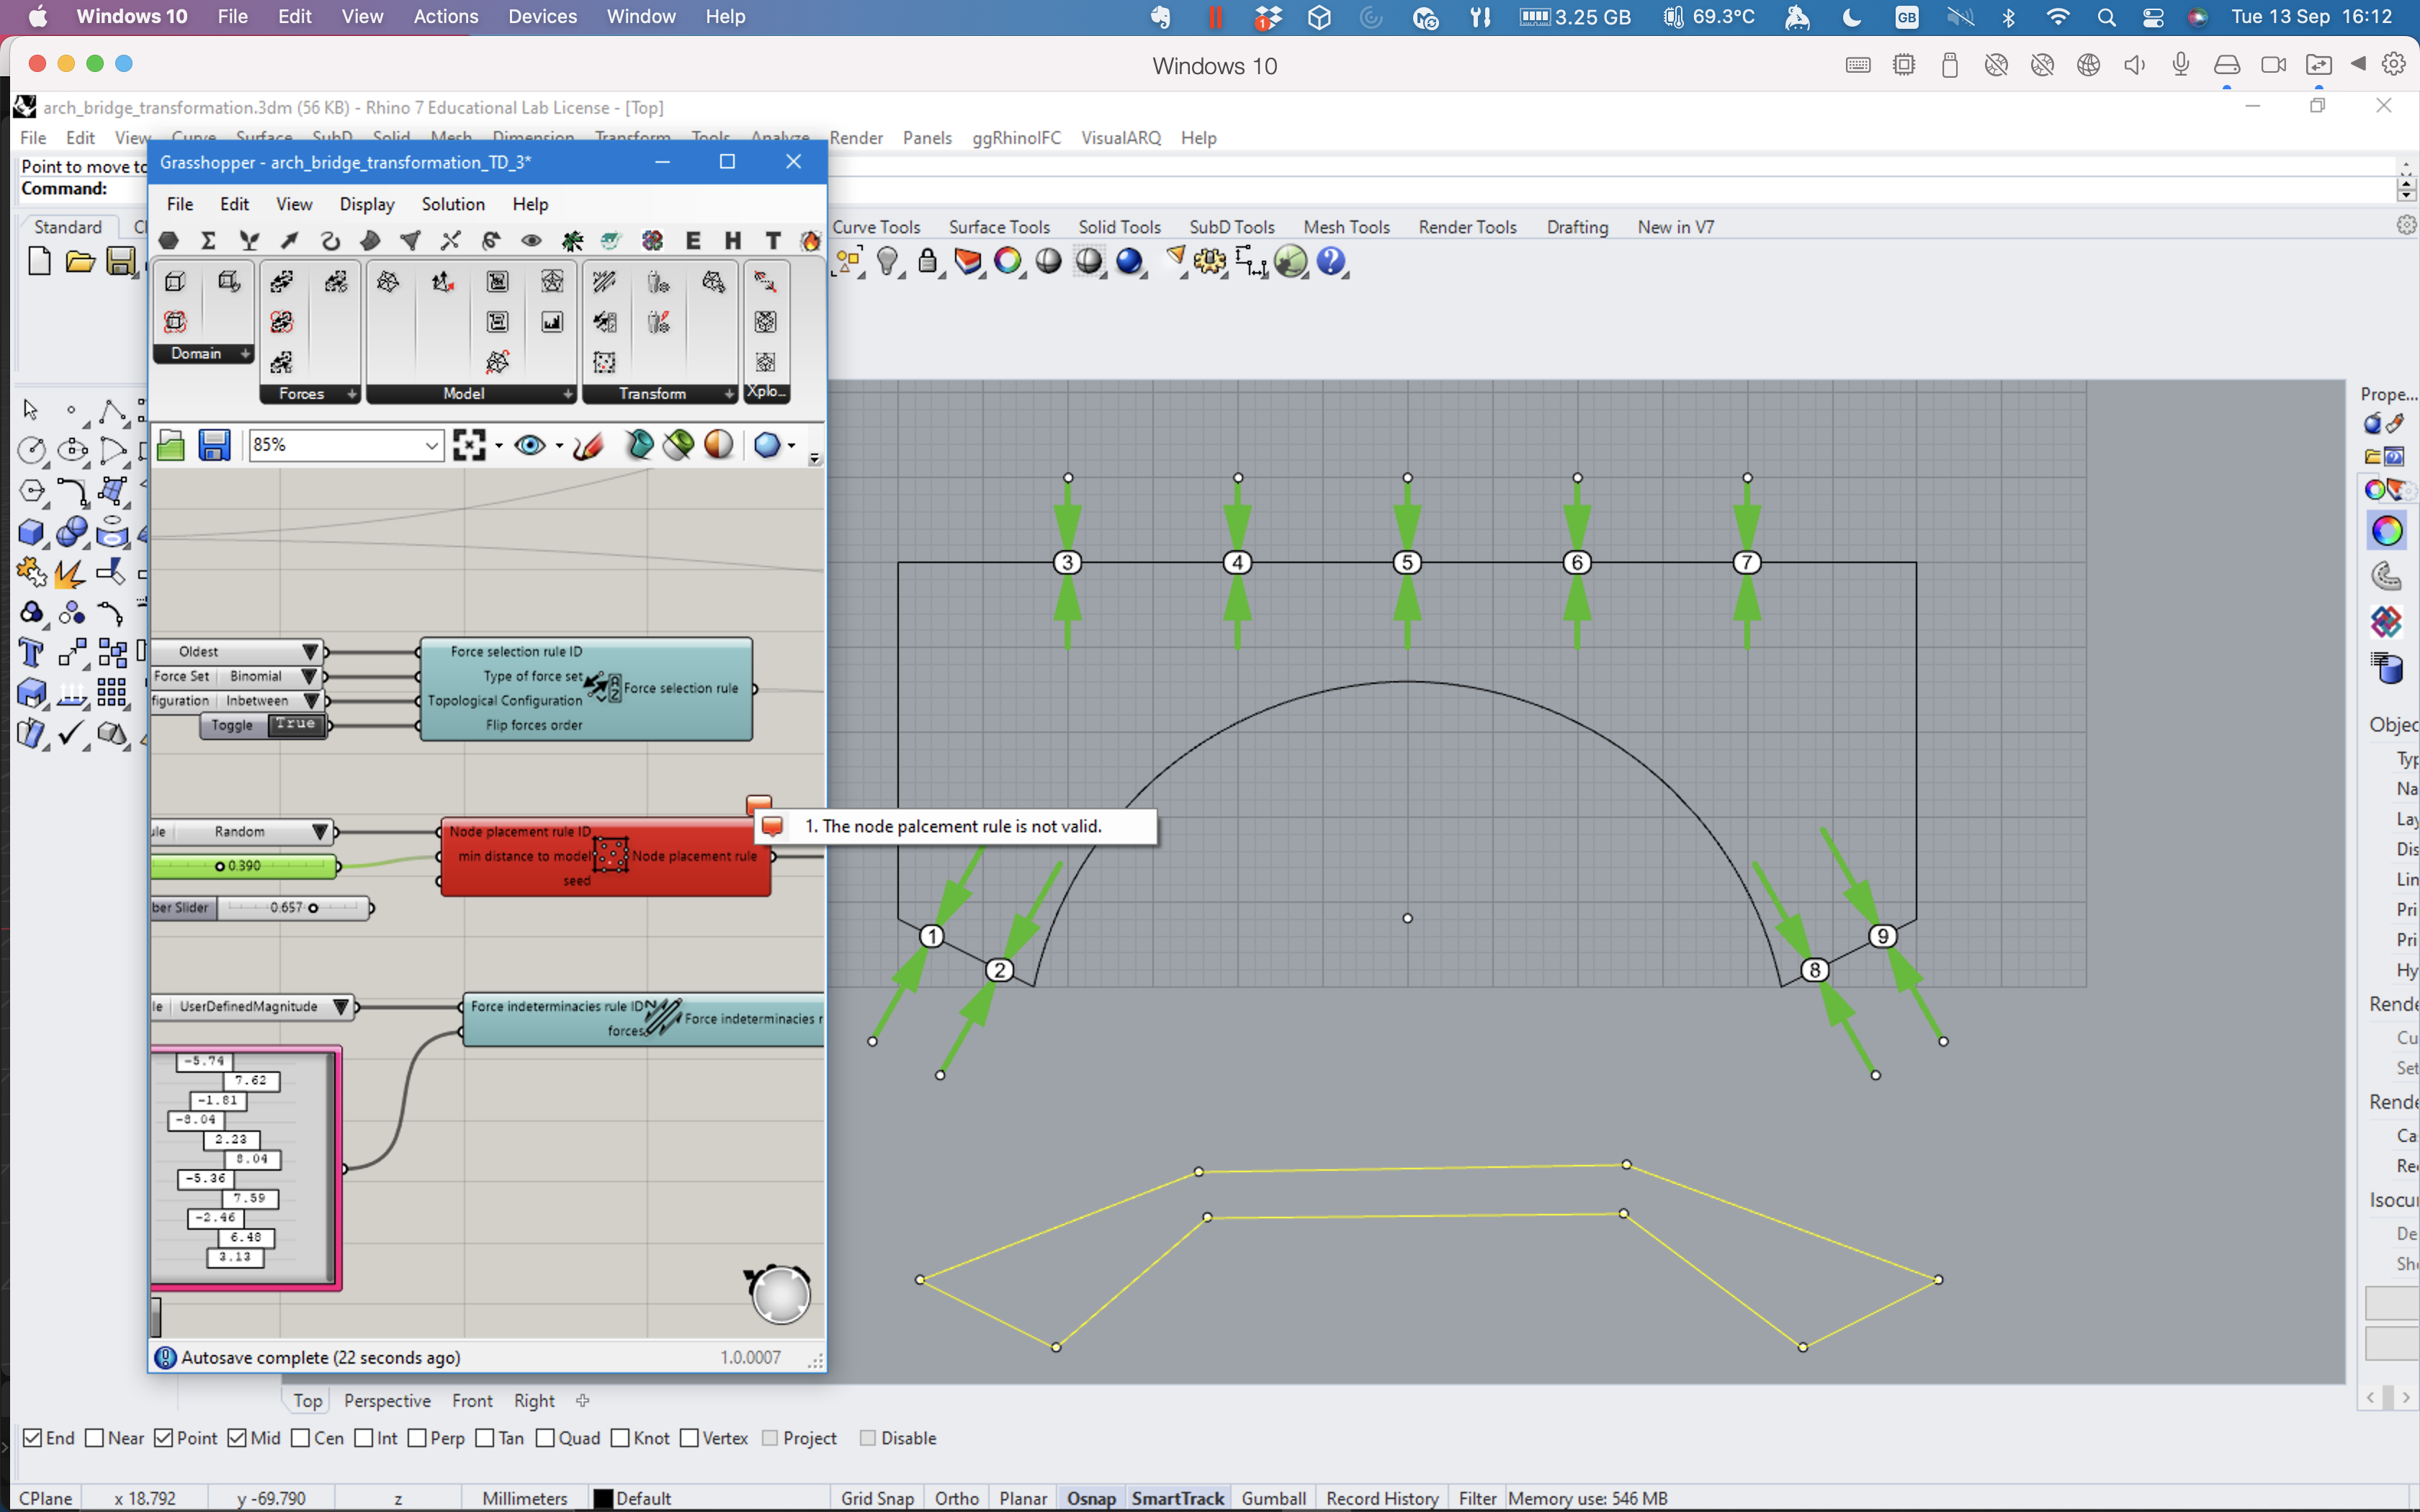 Windows 10 File Edit View Actions Devices Window Help 1 3.25 GB 69.3°C GB Tue 13 Sep 16:12
Windows 10
arch_bridge_transformation.3dm (56 KB) - Rhino 7 Educational Lab License - [Top]
File Edit View Curve Surface SubD Solid Mesh Dimension Transform Tools Analyze Render Panels ggRhinoIFC VisualARQ Help
Point to move to
Command:
Standard
Curve Tools Surface Tools Solid Tools SubD Tools Mesh Tools Render Tools Drafting New in V7
Grasshopper - arch_bridge_transformation_TD_3*
File Edit View Display Solution Help
E H T
Domain
Forces
Model
Transform
Xplo...
85%
Oldest
Force Set Binomial
figuration Inbetween
Toggle True
Force selection rule ID
Type of force set
Topological Configuration
Flip forces order
Force selection rule
ule Random
0.390
ber Slider 0.657
Node placement rule ID
min distance to model
seed
Node placement rule
1. The node palcement rule is not valid.
le UserDefinedMagnitude
Force indeterminacies rule ID
forces
Force indeterminacies r
-5.74
7.62
-1.81
-8.04
2.23
8.04
-5.36
7.59
-2.46
6.48
3.13
Autosave complete (22 seconds ago)
1.0.0007
3 4 5 6 7
1
2
8
9
Prope...
Objec
Typ
Na
Lay
Dis
Lin
Pri
Pri
Hy
Rende
Cu
Set
Rende
Ca
Re
Isocur
De
Sh
Top Perspective Front Right
End Near Point Mid Cen Int Perp Tan Quad Knot Vertex Project Disable
CPlane x 18.792 y -69.790 z Millimeters Default Grid Snap Ortho Planar Osnap SmartTrack Gumball Record History Filter Memory use: 546 MB